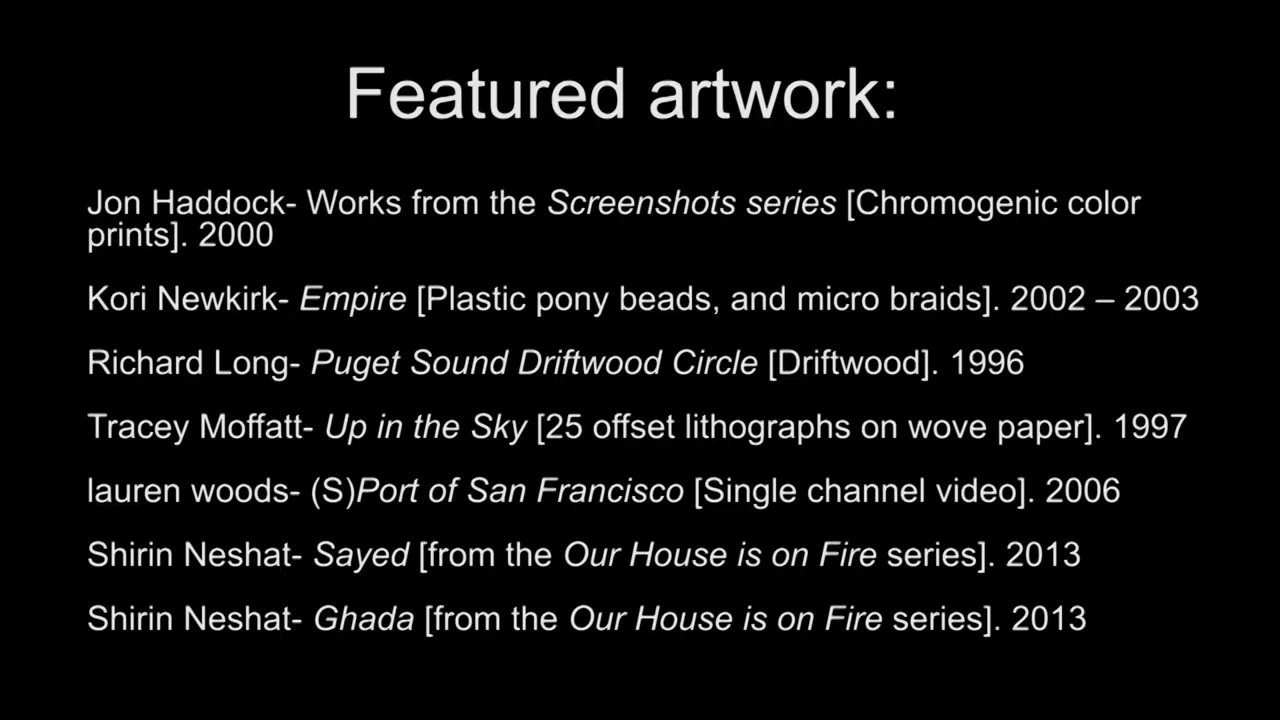 Featured artwork:
Jon Haddock- Works from the Screenshots series [Chromogenic color
prints]. 2000
Kori Newkirk- Empire [Plastic pony beads, and micro braids]. 2002 – 2003
Richard Long- Puget Sound Driftwood Circle [Driftwood]. 1996
Tracey Moffatt- Up in the Sky [25 offset lithographs on wove paper]. 1997
lauren woods- (S)Port of San Francisco [Single channel video]. 2006
Shirin Neshat- Sayed [from the Our House is on Fire series]. 2013
Shirin Neshat- Ghada [from the Our House is on Fire series]. 2013